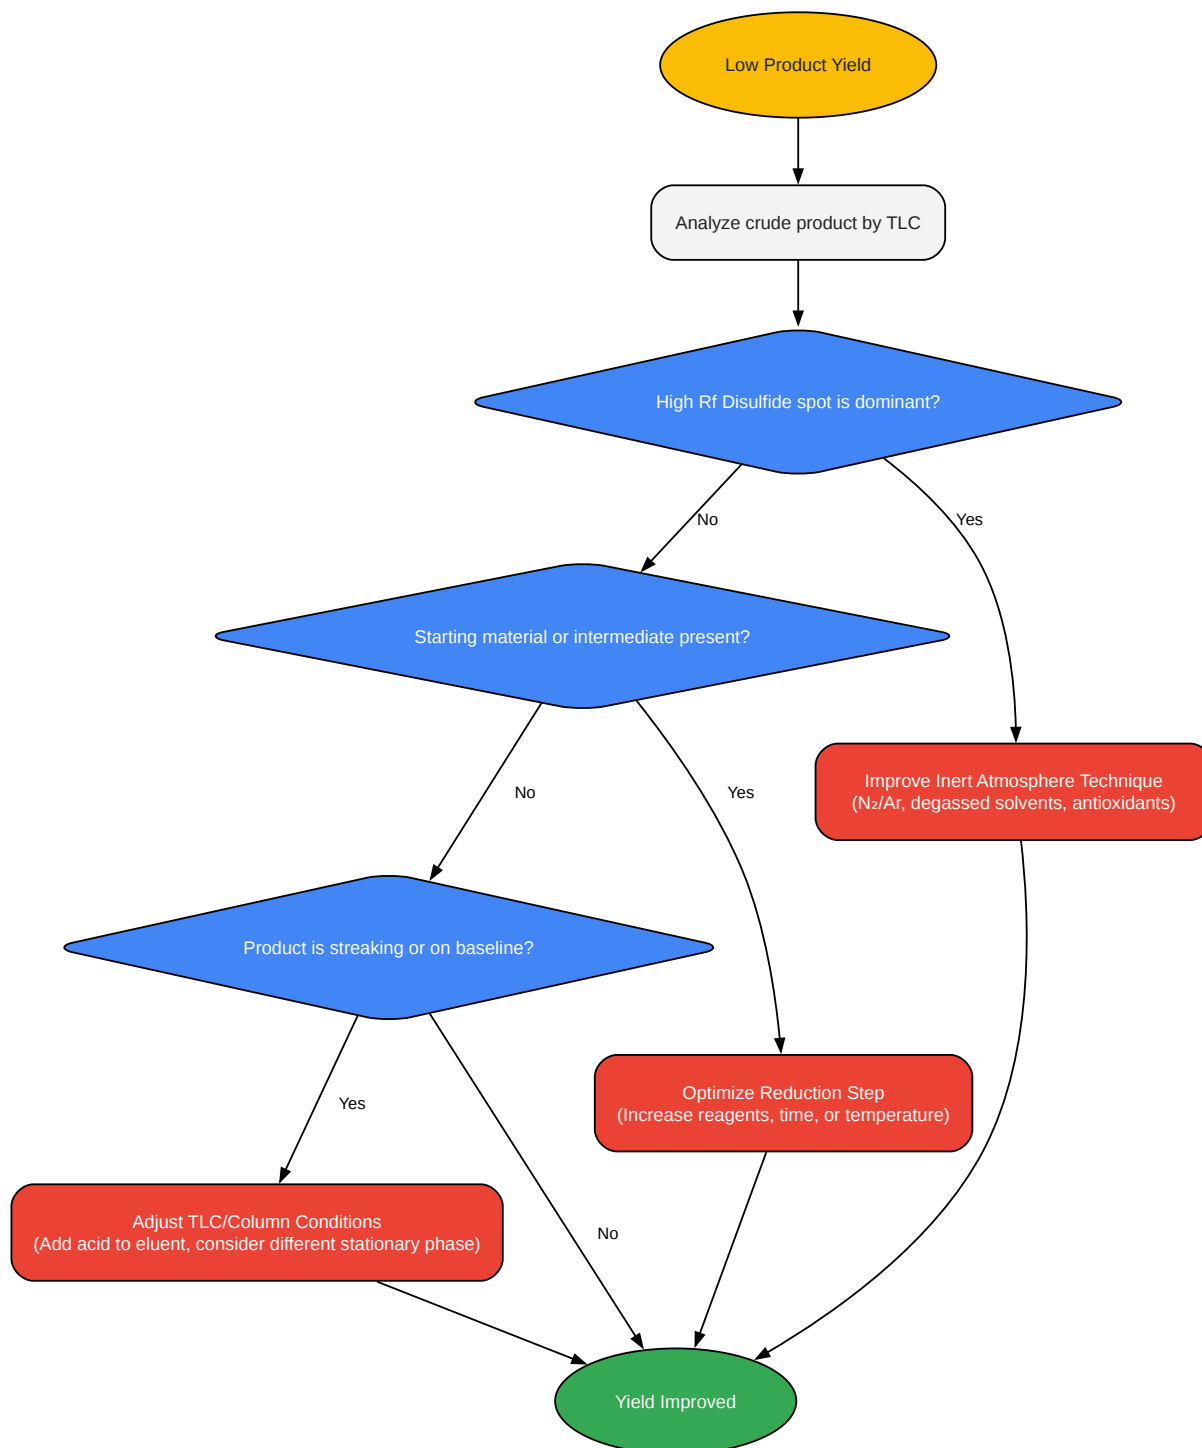 Low Product Yield
Analyze crude product by TLC
High Rf Disulfide spot is dominant?
No
Yes
Starting material or intermediate present?
No
Yes
Improve Inert Atmosphere Technique
(N₂/Ar, degassed solvents, antioxidants)
Product is streaking or on baseline?
Yes
No
Optimize Reduction Step
(Increase reagents, time, or temperature)
Adjust TLC/Column Conditions
(Add acid to eluent, consider different stationary phase)
Yield Improved